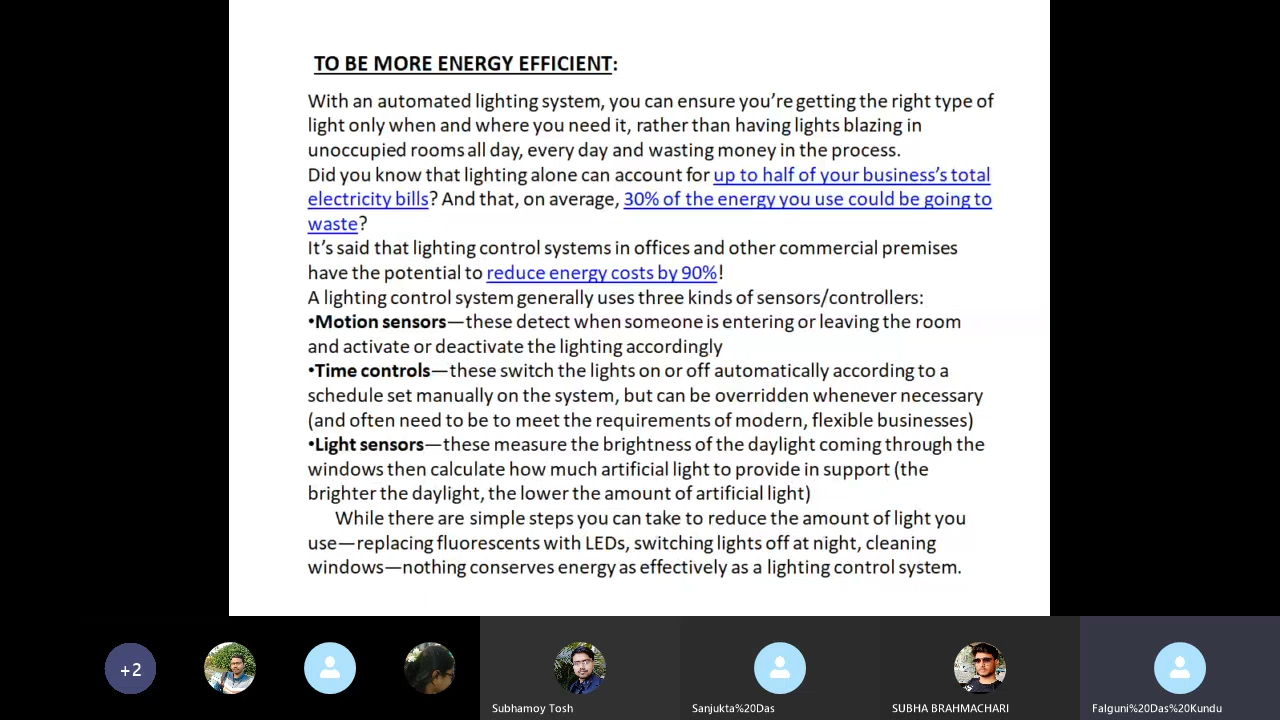 TO BE MORE ENERGY EFFICIENT:
With an automated lighting system, you can ensure you’re getting the right type of
light only when and where you need it, rather than having lights blazing in
unoccupied rooms all day, every day and wasting money in the process.
Did you know that lighting alone can account for up to half of your business’s total
electricity bills? And that, on average, 30% of the energy you use could be going to
waste?
It’s said that lighting control systems in offices and other commercial premises
have the potential to reduce energy costs by 90%!
A lighting control system generally uses three kinds of sensors/controllers:
•Motion sensors—these detect when someone is entering or leaving the room
and activate or deactivate the lighting accordingly
•Time controls—these switch the lights on or off automatically according to a
schedule set manually on the system, but can be overridden whenever necessary
(and often need to be to meet the requirements of modern, flexible businesses)
•Light sensors—these measure the brightness of the daylight coming through the
windows then calculate how much artificial light to provide in support (the
brighter the daylight, the lower the amount of artificial light)
While there are simple steps you can take to reduce the amount of light you
use—replacing fluorescents with LEDs, switching lights off at night, cleaning
windows—nothing conserves energy as effectively as a lighting control system.
+2
Subhamoy Tosh
Sanjukta%20Das
SUBHA BRAHMACHARI
Falguni%20Das%20Kundu